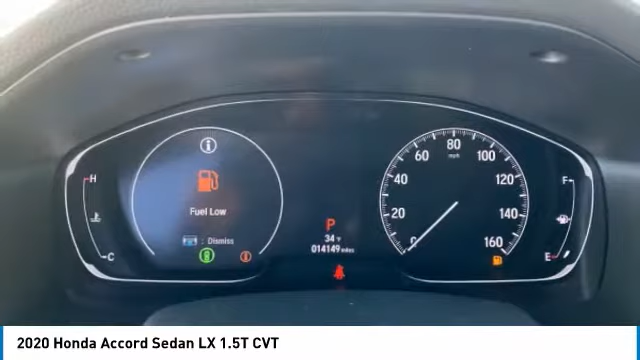 80
60 mph 100
H
40
120
F
Fuel Low
P
20
140
: Dismiss
34°F
0
160
014149 miles
C
E
2020 Honda Accord Sedan LX 1.5T CVT